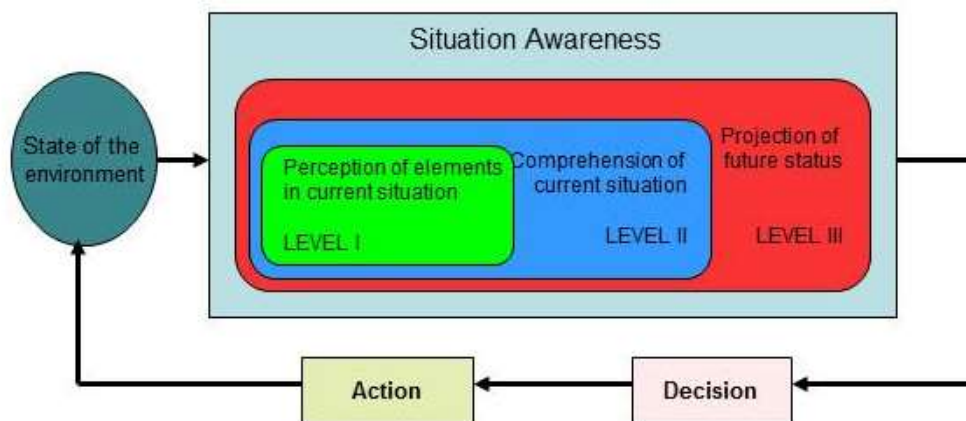 Situation Awareness
State of the
environment
Perception of elements
in current situation
LEVEL I
Comprehension of
current situation
LEVEL II
Projection of
future status
LEVEL III
Action
Decision